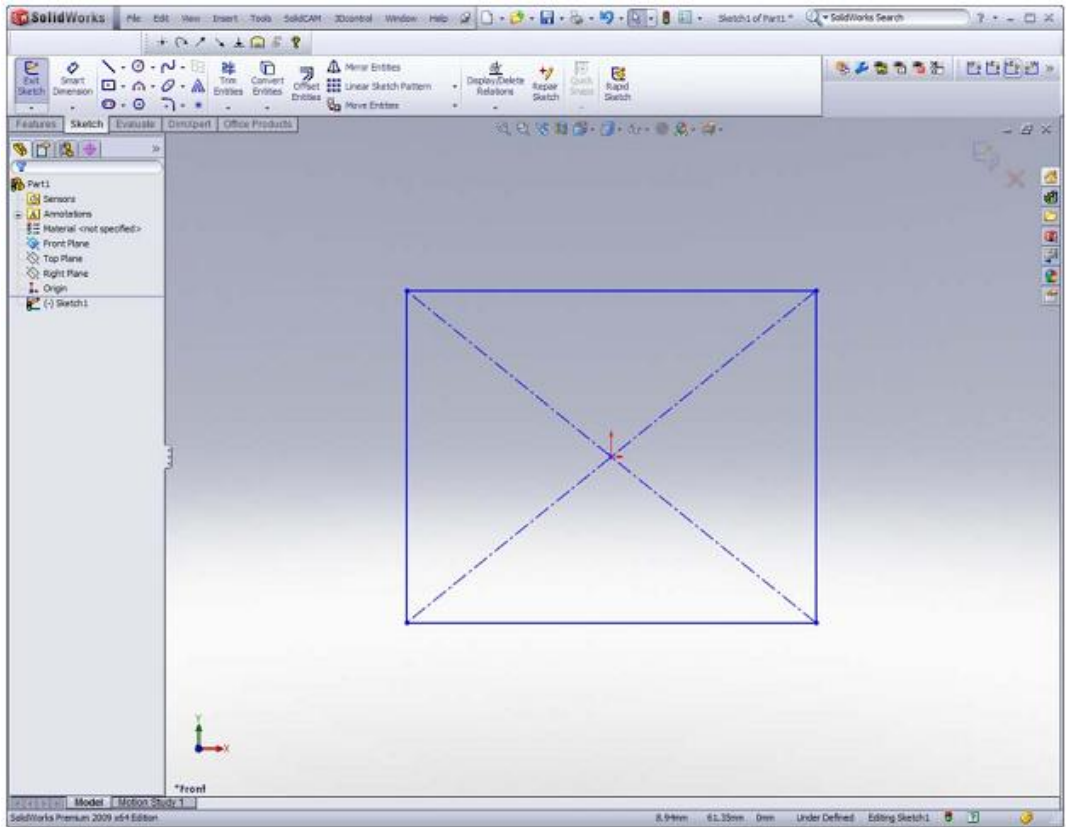 SolidWorks File Edit View Insert Tools SolidCAM 3Dcontrol Window Help Sketch1 of Part1 * SolidWorks Search
Exit Sketch
Smart Dimension
Trim Entities
Convert Entities
Offset Entities
Mirror Entities
Linear Sketch Pattern
Move Entities
Display/Delete Relations
Repair Sketch
Quick Snaps
Rapid Sketch
Features Sketch Evaluate DimXpert Office Products
Part1
Sensors
Annotations
Material <not specified>
Front Plane
Top Plane
Right Plane
Origin
(-) Sketch1
Y
X
*Front
Model Motion Study 1
SolidWorks Premium 2009 x64 Edition 8.94mm 61.35mm 0mm Under Defined Editing Sketch1